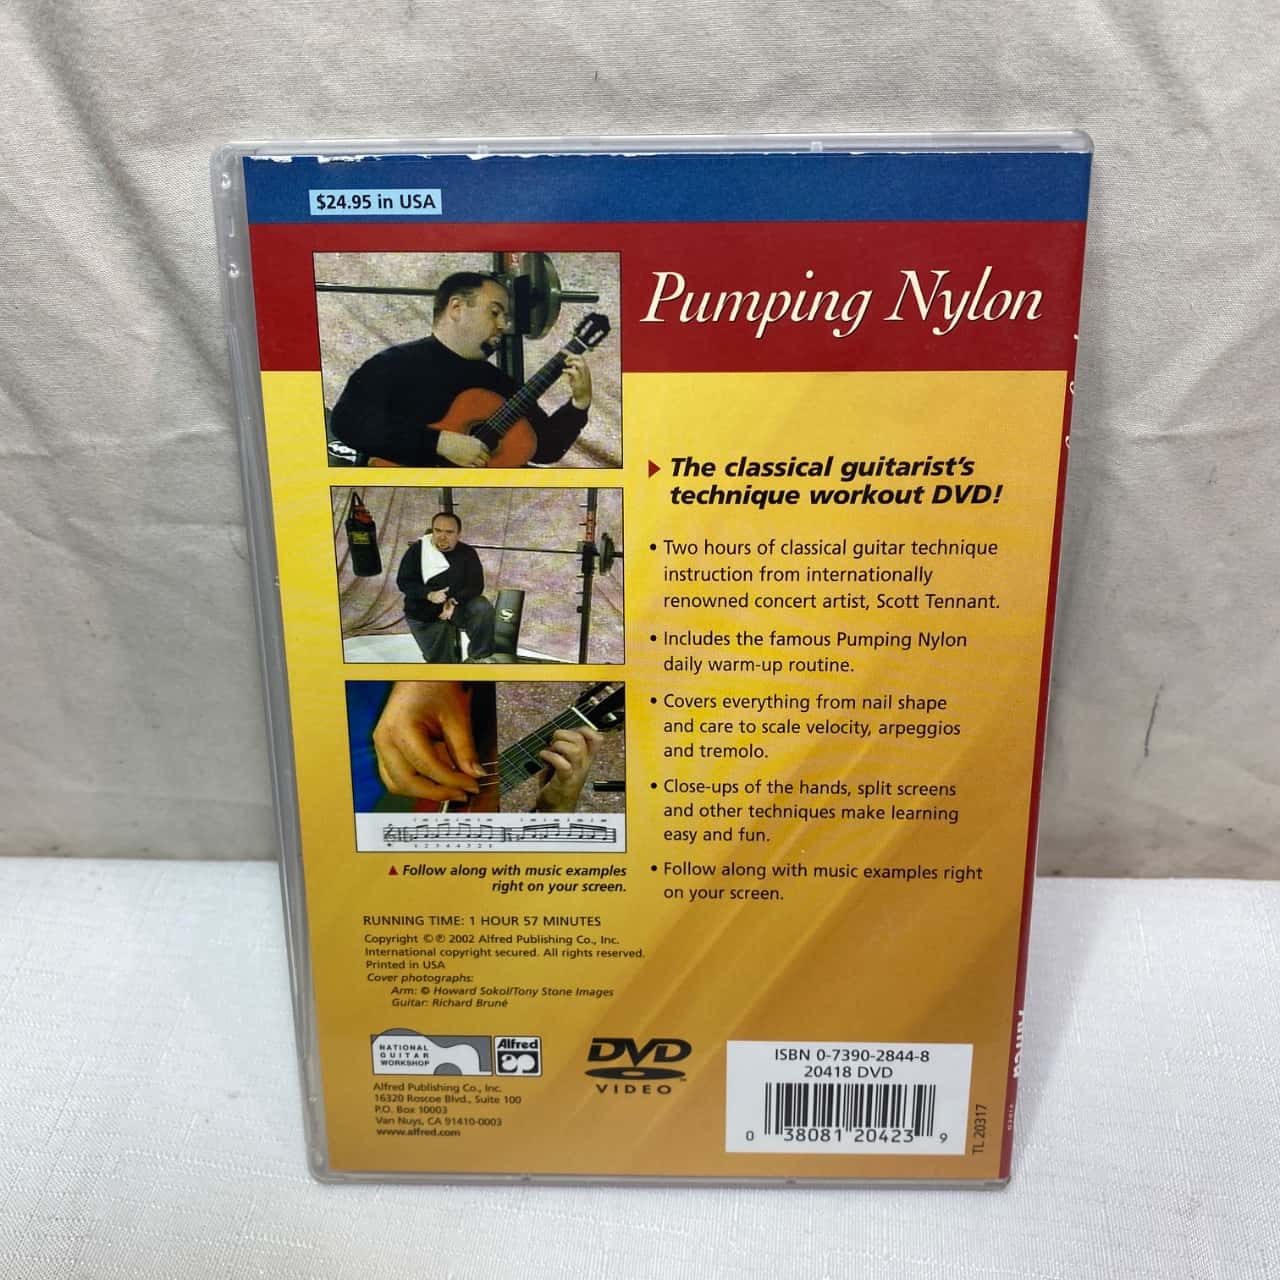 $24.95 in USA
Pumping Nylon
The classical guitarist's
technique workout DVD!
• Two hours of classical guitar technique
instruction from internationally
renowned concert artist, Scott Tennant.
• Includes the famous Pumping Nylon
daily warm-up routine.
• Covers everything from nail shape
and care to scale velocity, arpeggios
and tremolo.
• Close-ups of the hands, split screens
and other techniques make learning
easy and fun.
• Follow along with music examples right
on your screen.
Follow along with music examples
right on your screen.
RUNNING TIME: 1 HOUR 57 MINUTES
Copyright © ℗ 2002 Alfred Publishing Co., Inc.
International copyright secured. All rights reserved.
Printed in USA
Cover photographs:
Arm: © Howard Sokol/Tony Stone Images
Guitar: Richard Bruné
NATIONAL
GUITAR
WORKSHOP
Alfred
Alfred Publishing Co., Inc.
16320 Roscoe Blvd., Suite 100
P.O. Box 10003
Van Nuys, CA 91410-0003
www.alfred.com
DVD
VIDEO
ISBN 0-7390-2844-8
20418 DVD
0 38081 20423 9
TL 20317
Alfred